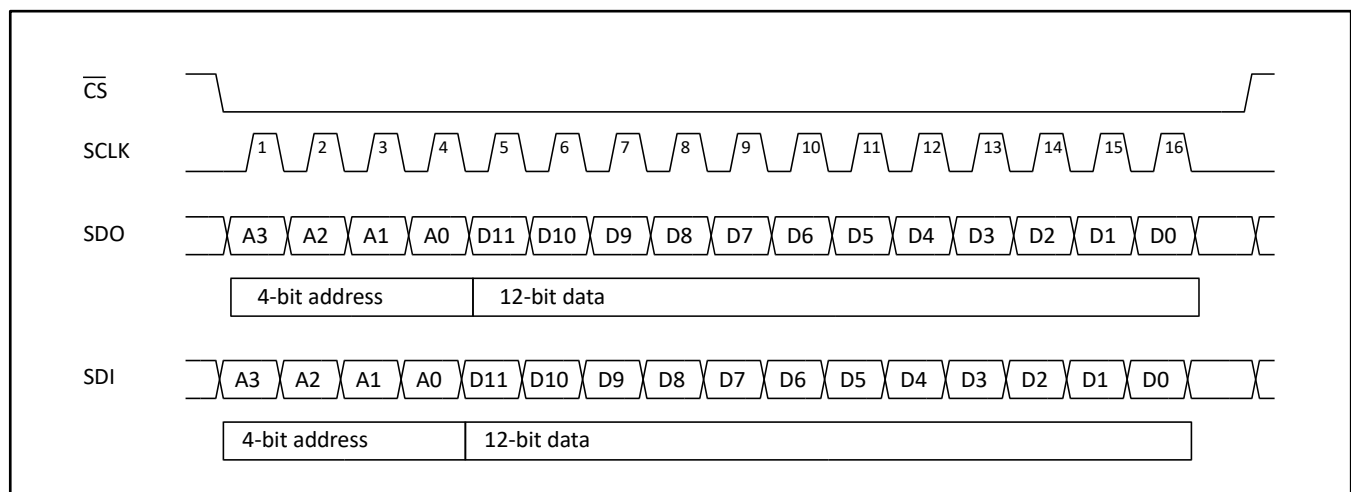 C̅S̅
SCLK 1 2 3 4 5 6 7 8 9 10 11 12 13 14 15 16
SDO A3 A2 A1 A0 D11 D10 D9 D8 D7 D6 D5 D4 D3 D2 D1 D0
4-bit address 12-bit data
SDI A3 A2 A1 A0 D11 D10 D9 D8 D7 D6 D5 D4 D3 D2 D1 D0
4-bit address 12-bit data